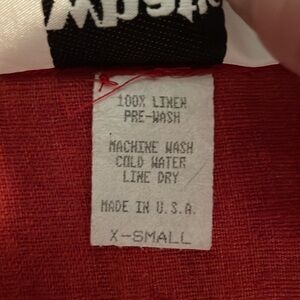 100% LINEN
PRE-WASH
MACHINE WASH
COLD WATER
LINE DRY
MADE IN U.S.A.
X-SMALL